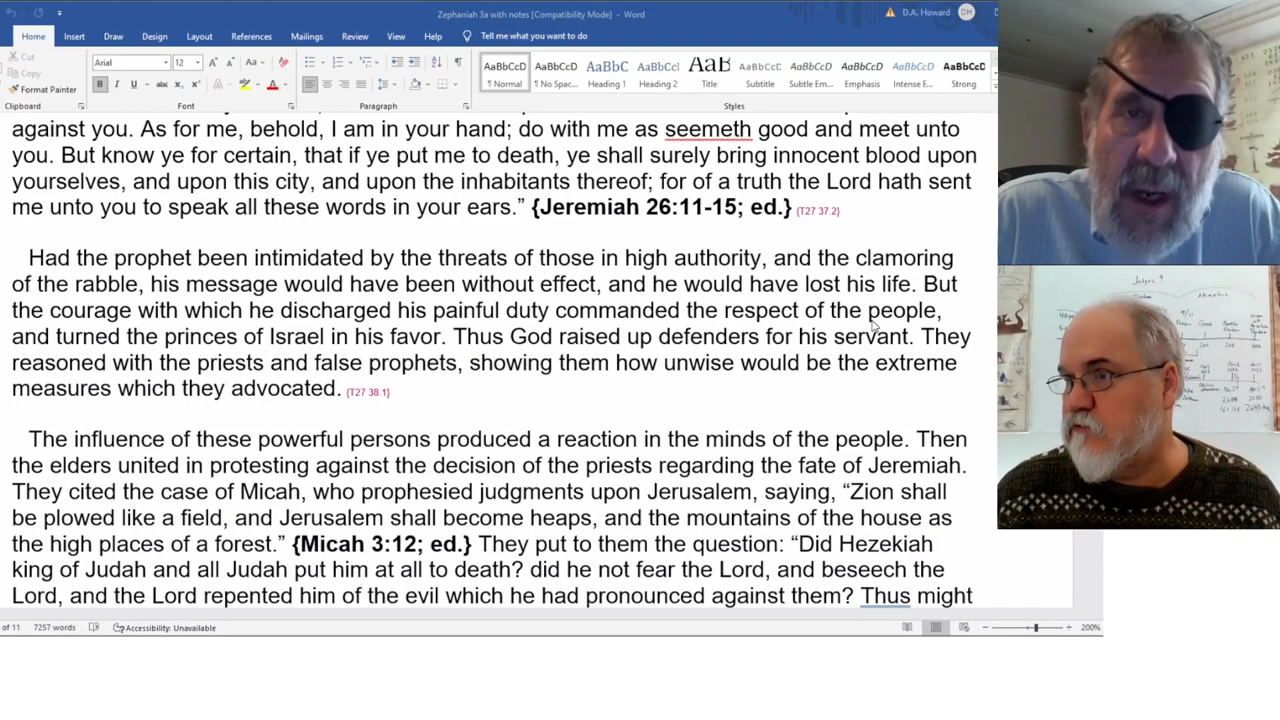 Zephaniah 3a with notes [Compatibility Mode] - Word
D.A. Howard
DH
Home Insert Draw Design Layout References Mailings Review View Help Tell me what you want to do
Cut
Copy
Format Painter
Clipboard
Arial 12
Font
Paragraph
AaBbCcD AaBbCcD AaBbC AaBbCcI AaB AaBbCcD AaBbCcD AaBbCcD AaBbCcD AaBbCcD
¶ Normal ¶ No Spac... Heading 1 Heading 2 Title Subtitle Subtle Em... Emphasis Intense E... Strong
Styles
against you. As for me, behold, I am in your hand; do with me as seemeth good and meet unto
you. But know ye for certain, that if ye put me to death, ye shall surely bring innocent blood upon
yourselves, and upon this city, and upon the inhabitants thereof; for of a truth the Lord hath sent
me unto you to speak all these words in your ears.” {Jeremiah 26:11-15; ed.} {T27 37.2}
Had the prophet been intimidated by the threats of those in high authority, and the clamoring
of the rabble, his message would have been without effect, and he would have lost his life. But
the courage with which he discharged his painful duty commanded the respect of the people,
and turned the princes of Israel in his favor. Thus God raised up defenders for his servant. They
reasoned with the priests and false prophets, showing them how unwise would be the extreme
measures which they advocated. {T27 38.1}
The influence of these powerful persons produced a reaction in the minds of the people. Then
the elders united in protesting against the decision of the priests regarding the fate of Jeremiah.
They cited the case of Micah, who prophesied judgments upon Jerusalem, saying, “Zion shall
be plowed like a field, and Jerusalem shall become heaps, and the mountains of the house as
the high places of a forest.” {Micah 3:12; ed.} They put to them the question: “Did Hezekiah
king of Judah and all Judah put him at all to death? did he not fear the Lord, and beseech the
Lord, and the Lord repented him of the evil which he had pronounced against them? Thus might
of 11 7257 words Accessibility: Unavailable 200%
Judges 9
9/11